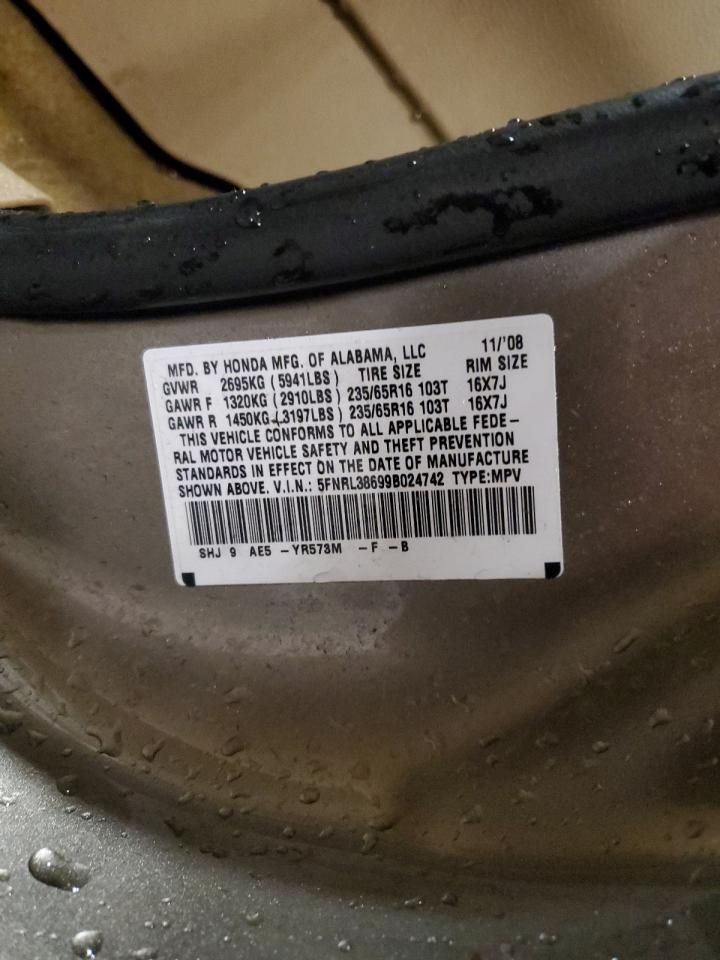 MFD. BY HONDA MFG. OF ALABAMA, LLC 11/'08
GVWR 2695KG (5941LBS) TIRE SIZE RIM SIZE
GAWR F 1320KG (2910LBS) 235/65R16 103T 16X7J
GAWR R 1450KG (3197LBS) 235/65R16 103T 16X7J
THIS VEHICLE CONFORMS TO ALL APPLICABLE FEDE-
RAL MOTOR VEHICLE SAFETY AND THEFT PREVENTION
STANDARDS IN EFFECT ON THE DATE OF MANUFACTURE
SHOWN ABOVE. V.I.N.: 5FNRL38699B024742 TYPE:MPV
SHJ 9 AE5 -YR573M -F -B